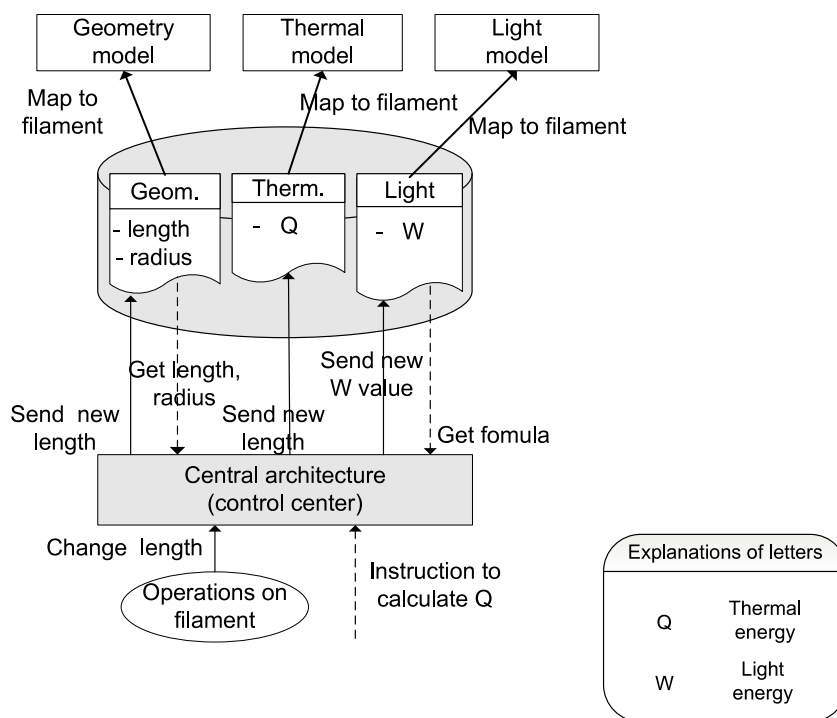 Geometry
model
Thermal
model
Light
model
Map to
filament
Map to filament
Map to filament
Geom.
- length
- radius
Therm.
- Q
Light
- W
Get length,
radius
Send new
W value
Send new
length
Send new
length
Get fomula
Central architecture
(control center)
Change length
Operations on
filament
Instruction to
calculate Q
Explanations of letters
Q Thermal
energy
W Light
energy